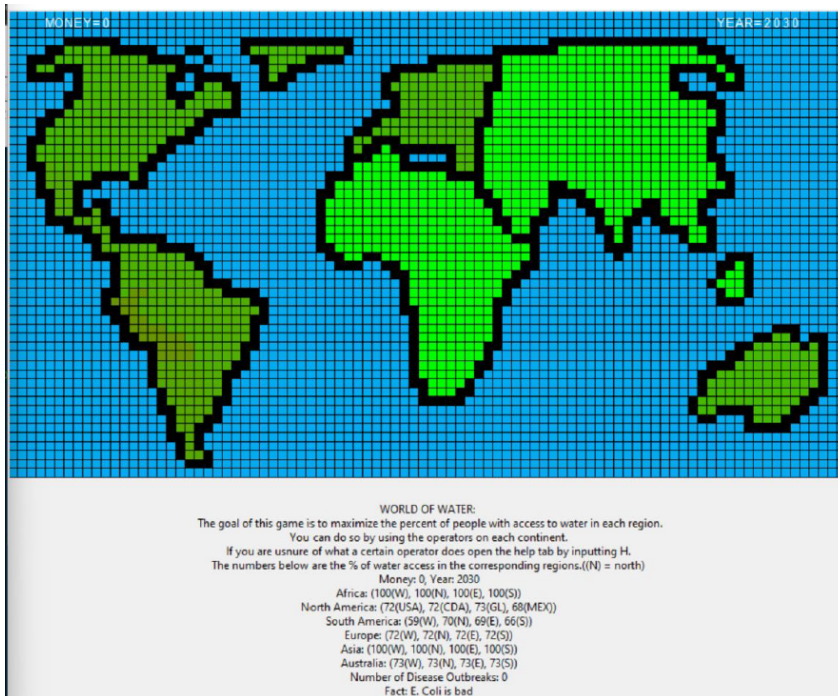 MONEY=0
YEAR=2030
WORLD OF WATER:
The goal of this game is to maximize the percent of people with access to water in each region.
You can do so by using the operators on each continent.
If you are usnure of what a certain operator does open the help tab by inputting H.
The numbers below are the % of water access in the corresponding regions.((N) = north)
Money: 0, Year: 2030
Africa: (100(W), 100(N), 100(E), 100(S))
North America: (72(USA), 72(CDA), 73(GL), 68(MEX))
South America: (59(W), 70(N), 69(E), 66(S))
Europe: (72(W), 72(N), 72(E), 72(S))
Asia: (100(W), 100(N), 100(E), 100(S))
Australia: (73(W), 73(N), 73(E), 73(S))
Number of Disease Outbreaks: 0
Fact: E. Coli is bad